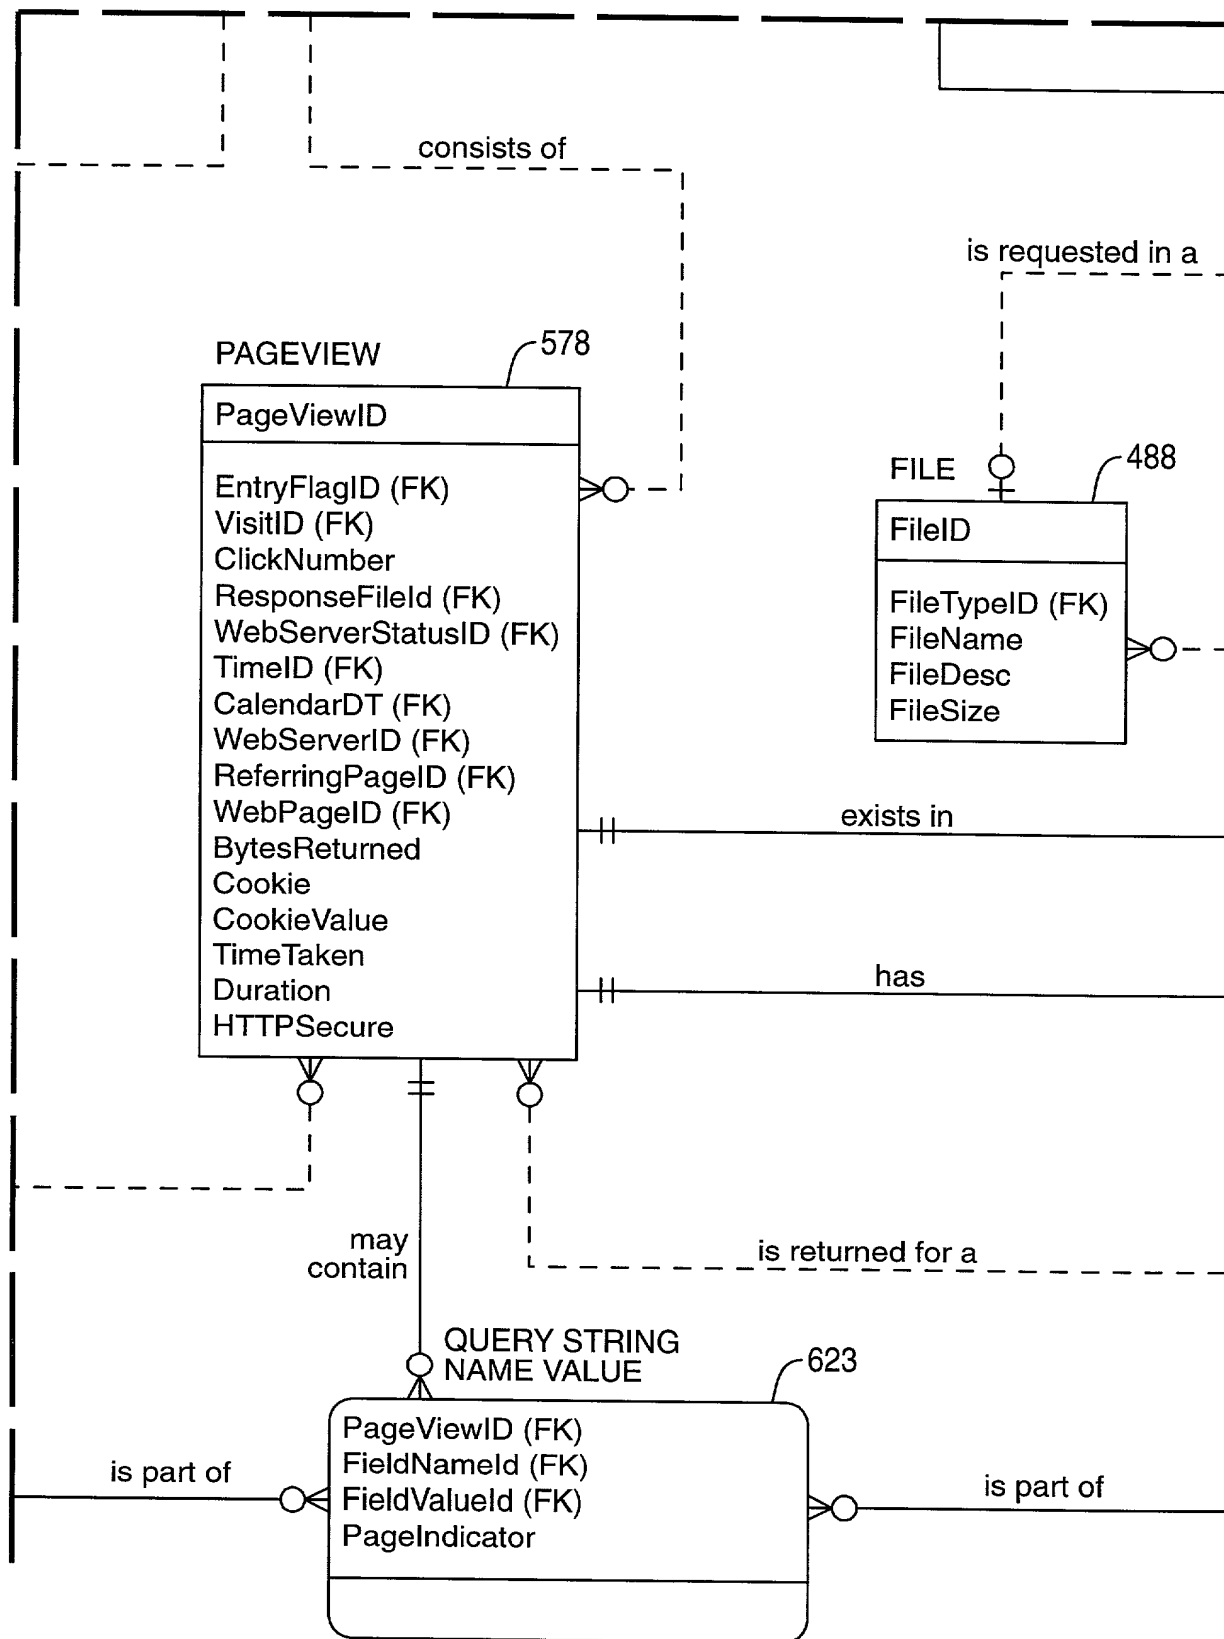 consists of
is requested in a
PAGEVIEW
578
PageViewID
EntryFlagID (FK)
VisitID (FK)
ClickNumber
ResponseFileId (FK)
WebServerStatusID (FK)
TimeID (FK)
CalendarDT (FK)
WebServerID (FK)
ReferringPageID (FK)
WebPageID (FK)
BytesReturned
Cookie
CookieValue
TimeTaken
Duration
HTTPSecure
FILE
488
FileID
FileTypeID (FK)
FileName
FileDesc
FileSize
exists in
has
may
contain
is returned for a
QUERY STRING
NAME VALUE
623
PageViewID (FK)
FieldNameId (FK)
FieldValueId (FK)
PageIndicator
is part of
is part of